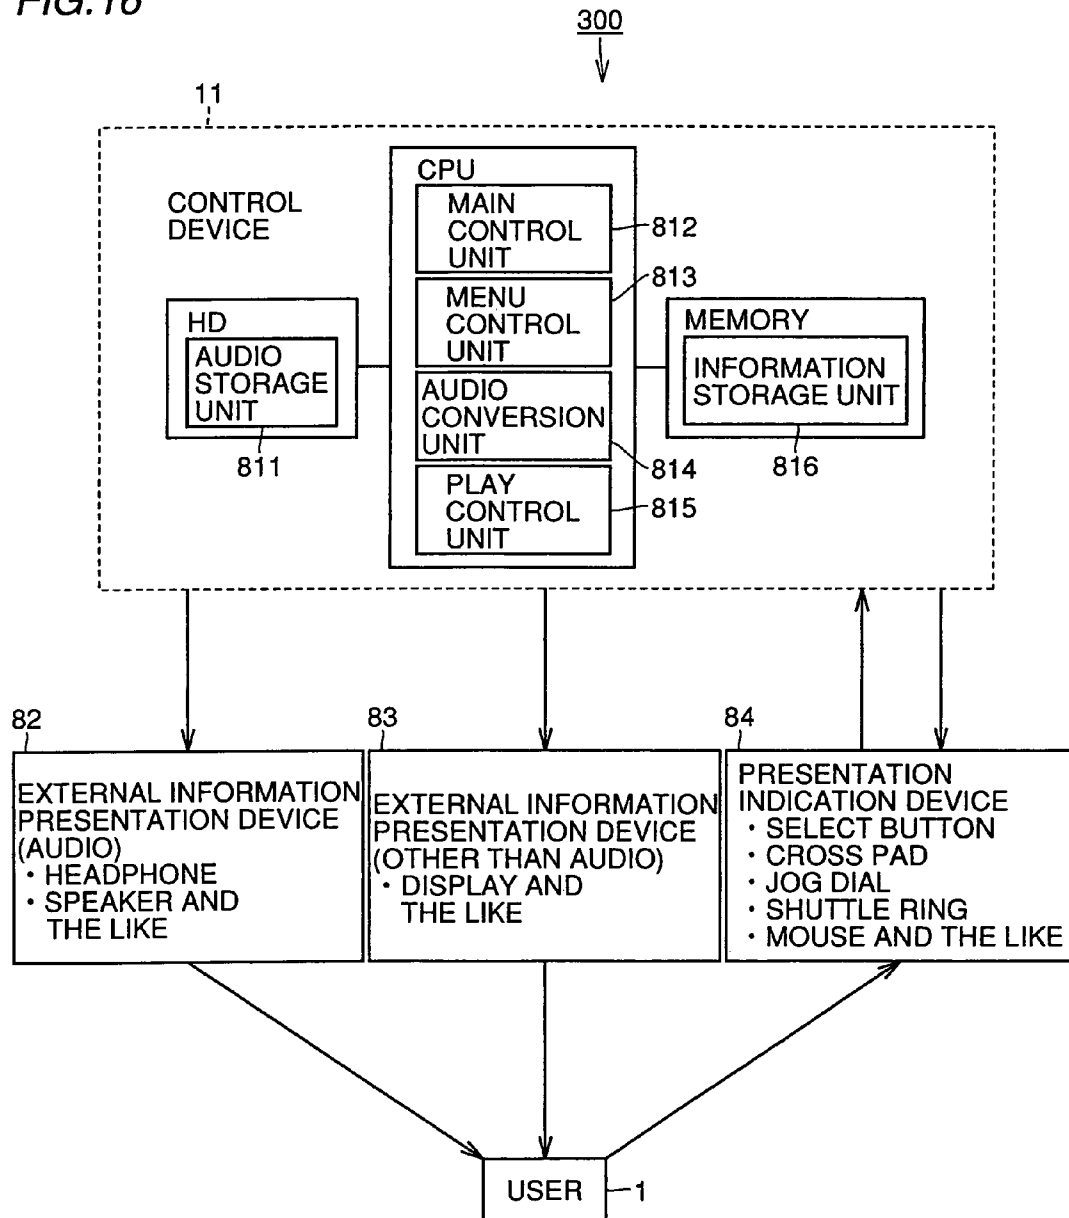 FIG.16
300
11
CONTROL
DEVICE
CPU
MAIN
CONTROL
UNIT
812
MENU
CONTROL
UNIT
813
AUDIO
CONVERSION
UNIT
814
PLAY
CONTROL
UNIT
815
HD
AUDIO
STORAGE
UNIT
811
MEMORY
INFORMATION
STORAGE UNIT
816
82
EXTERNAL INFORMATION
PRESENTATION DEVICE
(AUDIO)
・HEADPHONE
・SPEAKER AND
THE LIKE
83
EXTERNAL INFORMATION
PRESENTATION DEVICE
(OTHER THAN AUDIO)
・DISPLAY AND
THE LIKE
84
PRESENTATION
INDICATION DEVICE
・SELECT BUTTON
・CROSS PAD
・JOG DIAL
・SHUTTLE RING
・MOUSE AND THE LIKE
USER
1